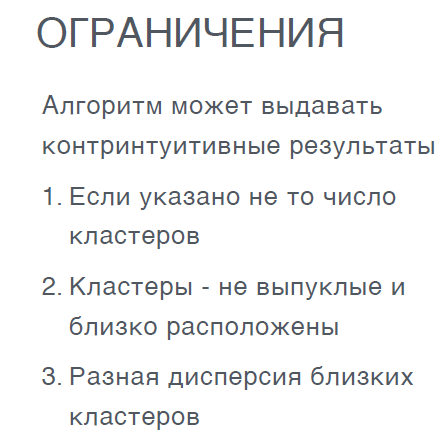 ОГРАНИЧЕНИЯ
Алгоритм может выдавать
контринтуитивные результаты
1. Если указано не то число
кластеров
2. Кластеры - не выпуклые и
близко расположены
3. Разная дисперсия близких
кластеров